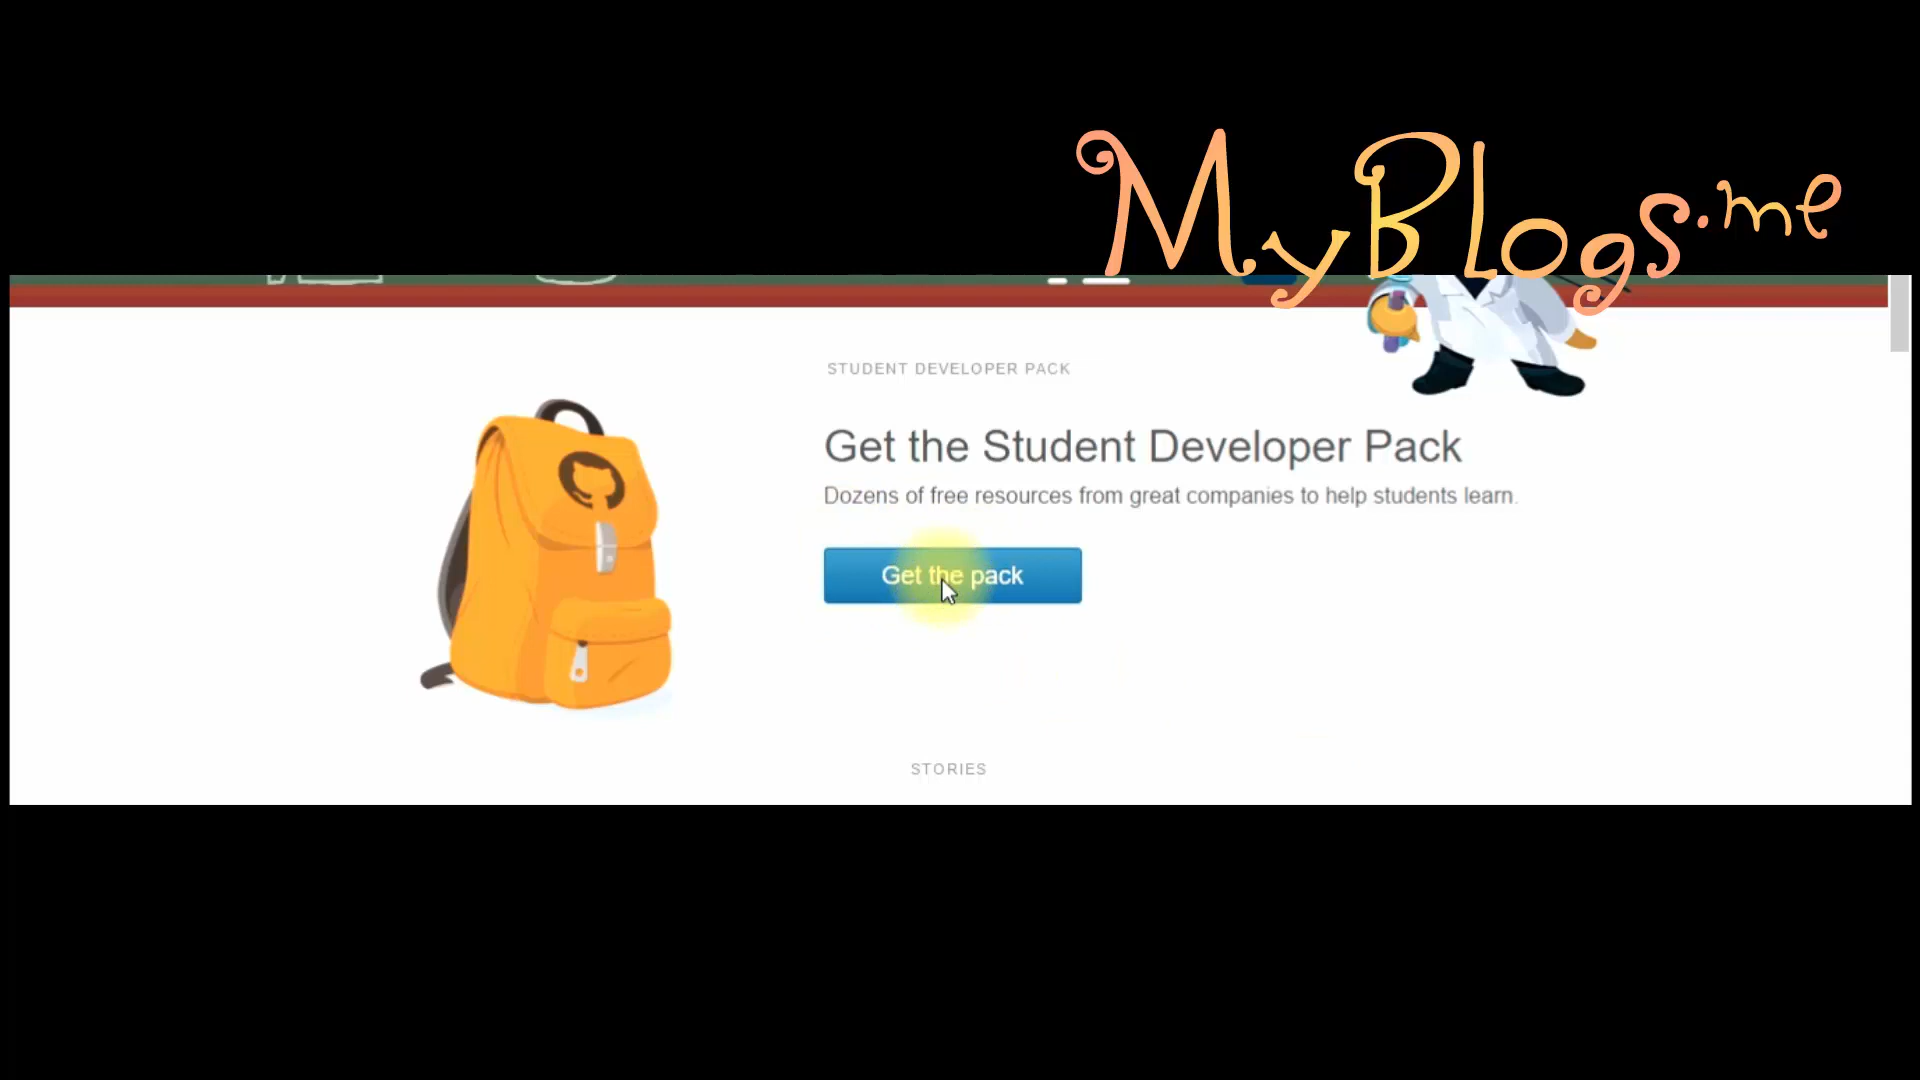 MyBlogs.me
STUDENT DEVELOPER PACK
Get the Student Developer Pack
Dozens of free resources from great companies to help students learn.
Get the pack
STORIES